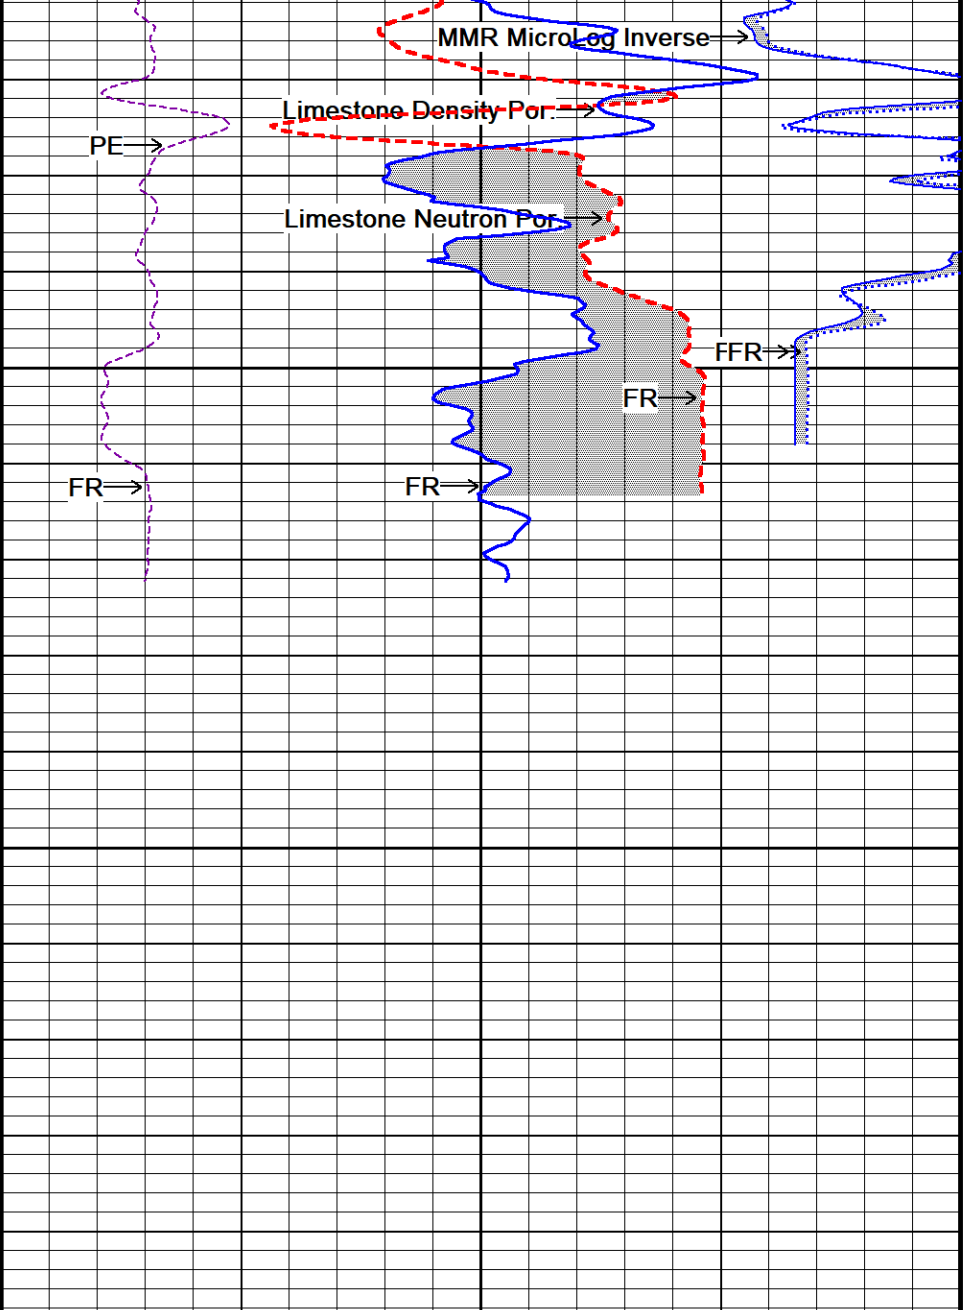 MMR MicroLog Inverse
Limestone Density Por.
PE
Limestone Neutron Por.
FFR
FR
FR
FR